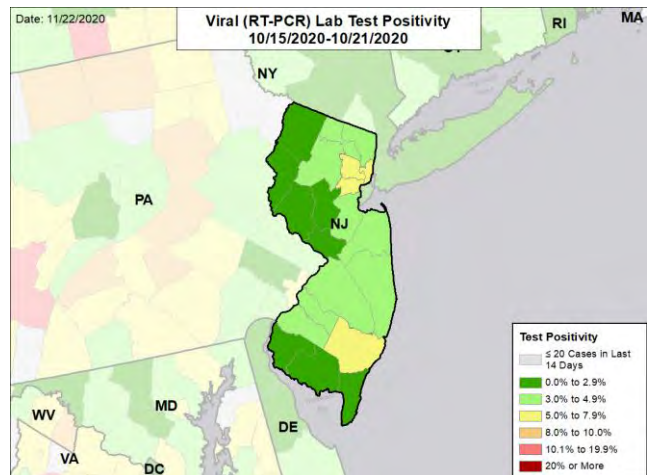 Date: 11/22/2020
Viral (RT-PCR) Lab Test Positivity
10/15/2020-10/21/2020
RI
MA
NY
PA
NJ
WV
MD
VA
DC
DE
Test Positivity
≤ 20 Cases in Last
14 Days
0.0% to 2.9%
3.0% to 4.9%
5.0% to 7.9%
8.0% to 10.0%
10.1% to 19.9%
20% or More